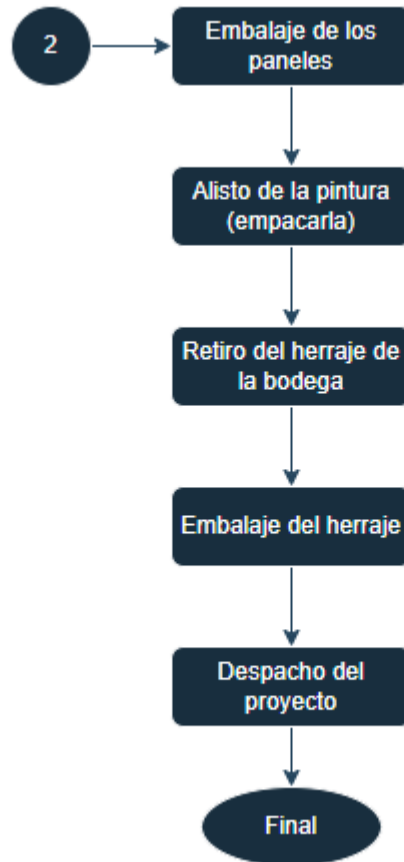 2
Embalaje de los
paneles
Alisto de la pintura
(empacarla)
Retiro del herraje de
la bodega
Embalaje del herraje
Despacho del
proyecto
Final